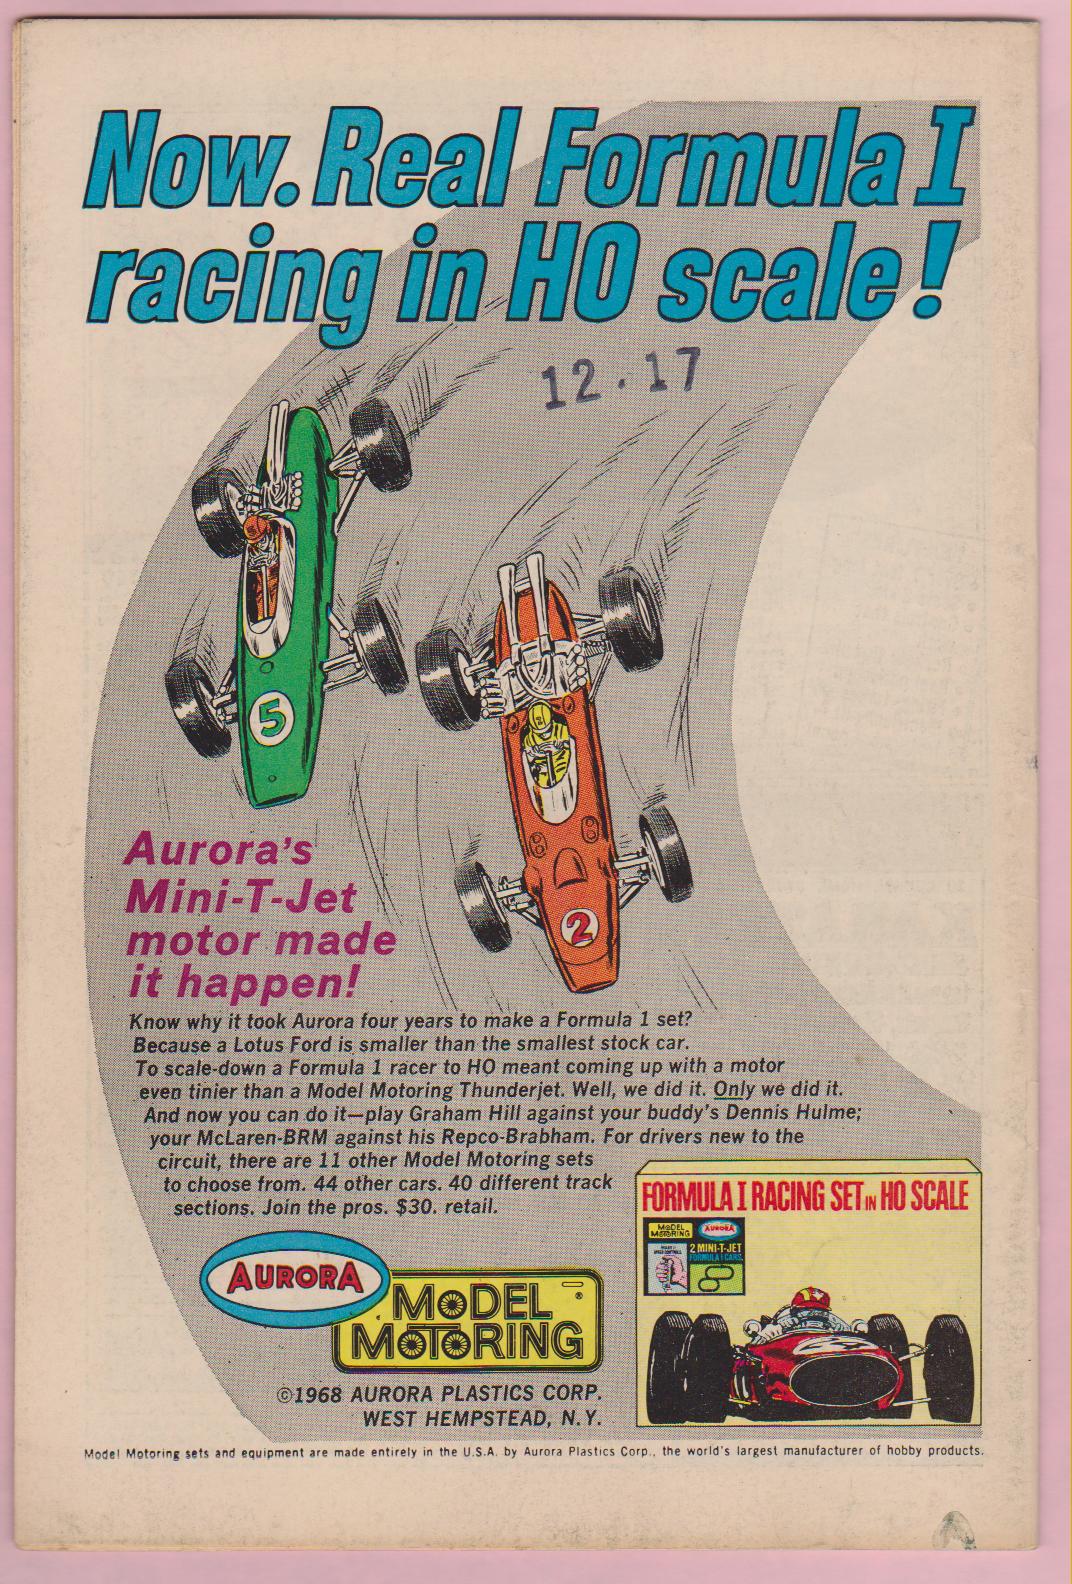 Now. Real Formula I
racing in HO scale!
12.17
5
2
Aurora's
Mini-T-Jet
motor made
it happen!
Know why it took Aurora four years to make a Formula 1 set?
Because a Lotus Ford is smaller than the smallest stock car.
To scale-down a Formula 1 racer to HO meant coming up with a motor
even tinier than a Model Motoring Thunderjet. Well, we did it. Only we did it.
And now you can do it—play Graham Hill against your buddy's Dennis Hulme;
your McLaren-BRM against his Repco-Brabham. For drivers new to the
circuit, there are 11 other Model Motoring sets
to choose from. 44 other cars. 40 different track
sections. Join the pros. $30. retail.
FORMULA I RACING SET IN HO SCALE
MODEL
MOTORING
AURORA
2 MINI-T-JET
FORMULA I CARS
AURORA
MODEL ®
MOTORING
©1968 AURORA PLASTICS CORP.
WEST HEMPSTEAD, N.Y.
Model Motoring sets and equipment are made entirely in the U.S.A. by Aurora Plastics Corp., the world's largest manufacturer of hobby products.